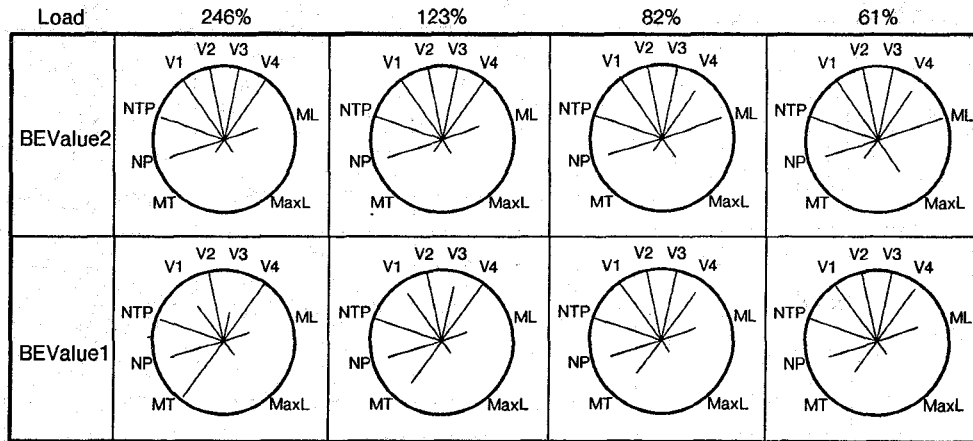 Load 246% 123% 82% 61%
V2 V3 V2 V3 V2 V3 V2 V3
V1 V4 V1 V4 V1 V4 V1 V4
NTP ML NTP ML NTP ML NTP ML
BEValue2
NP NP NP NP
MT MaxL MT MaxL MT MaxL MT MaxL
V2 V3 V2 V3 V2 V3 V2 V3
V1 V4 V1 V4 V1 V4 V1 V4
NTP ML NTP ML NTP ML NTP ML
BEValue1
NP NP NP NP
MT MaxL MT MaxL MT MaxL MT MaxL